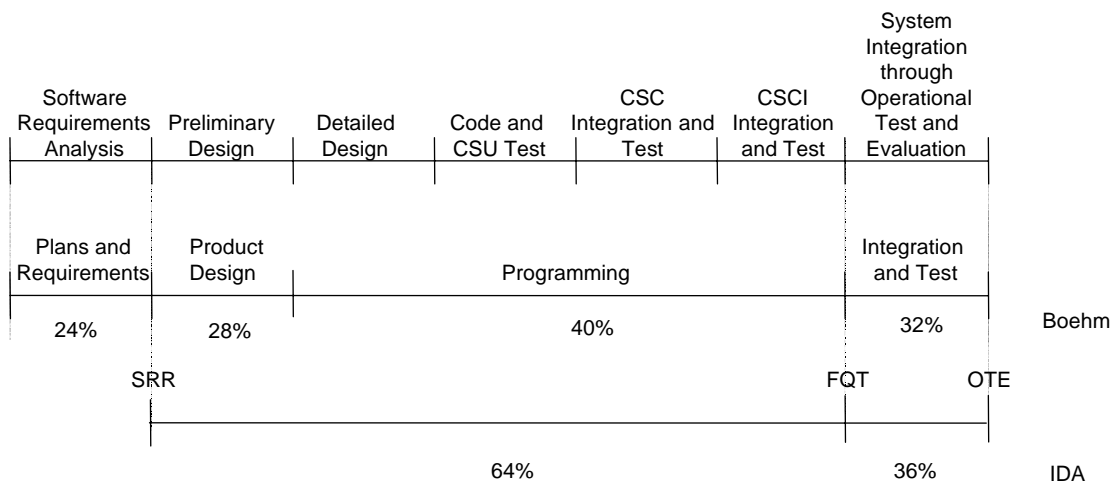 System
Integration
through
Software CSC CSCI Operational
Requirements Preliminary Detailed Code and Integration and Integration Test and
Analysis Design Design CSU Test Test and Test Evaluation
Plans and Product Integration
Requirements Design Programming and Test
24% 28% 40% 32% Boehm
SRR FQT OTE
64% 36% IDA